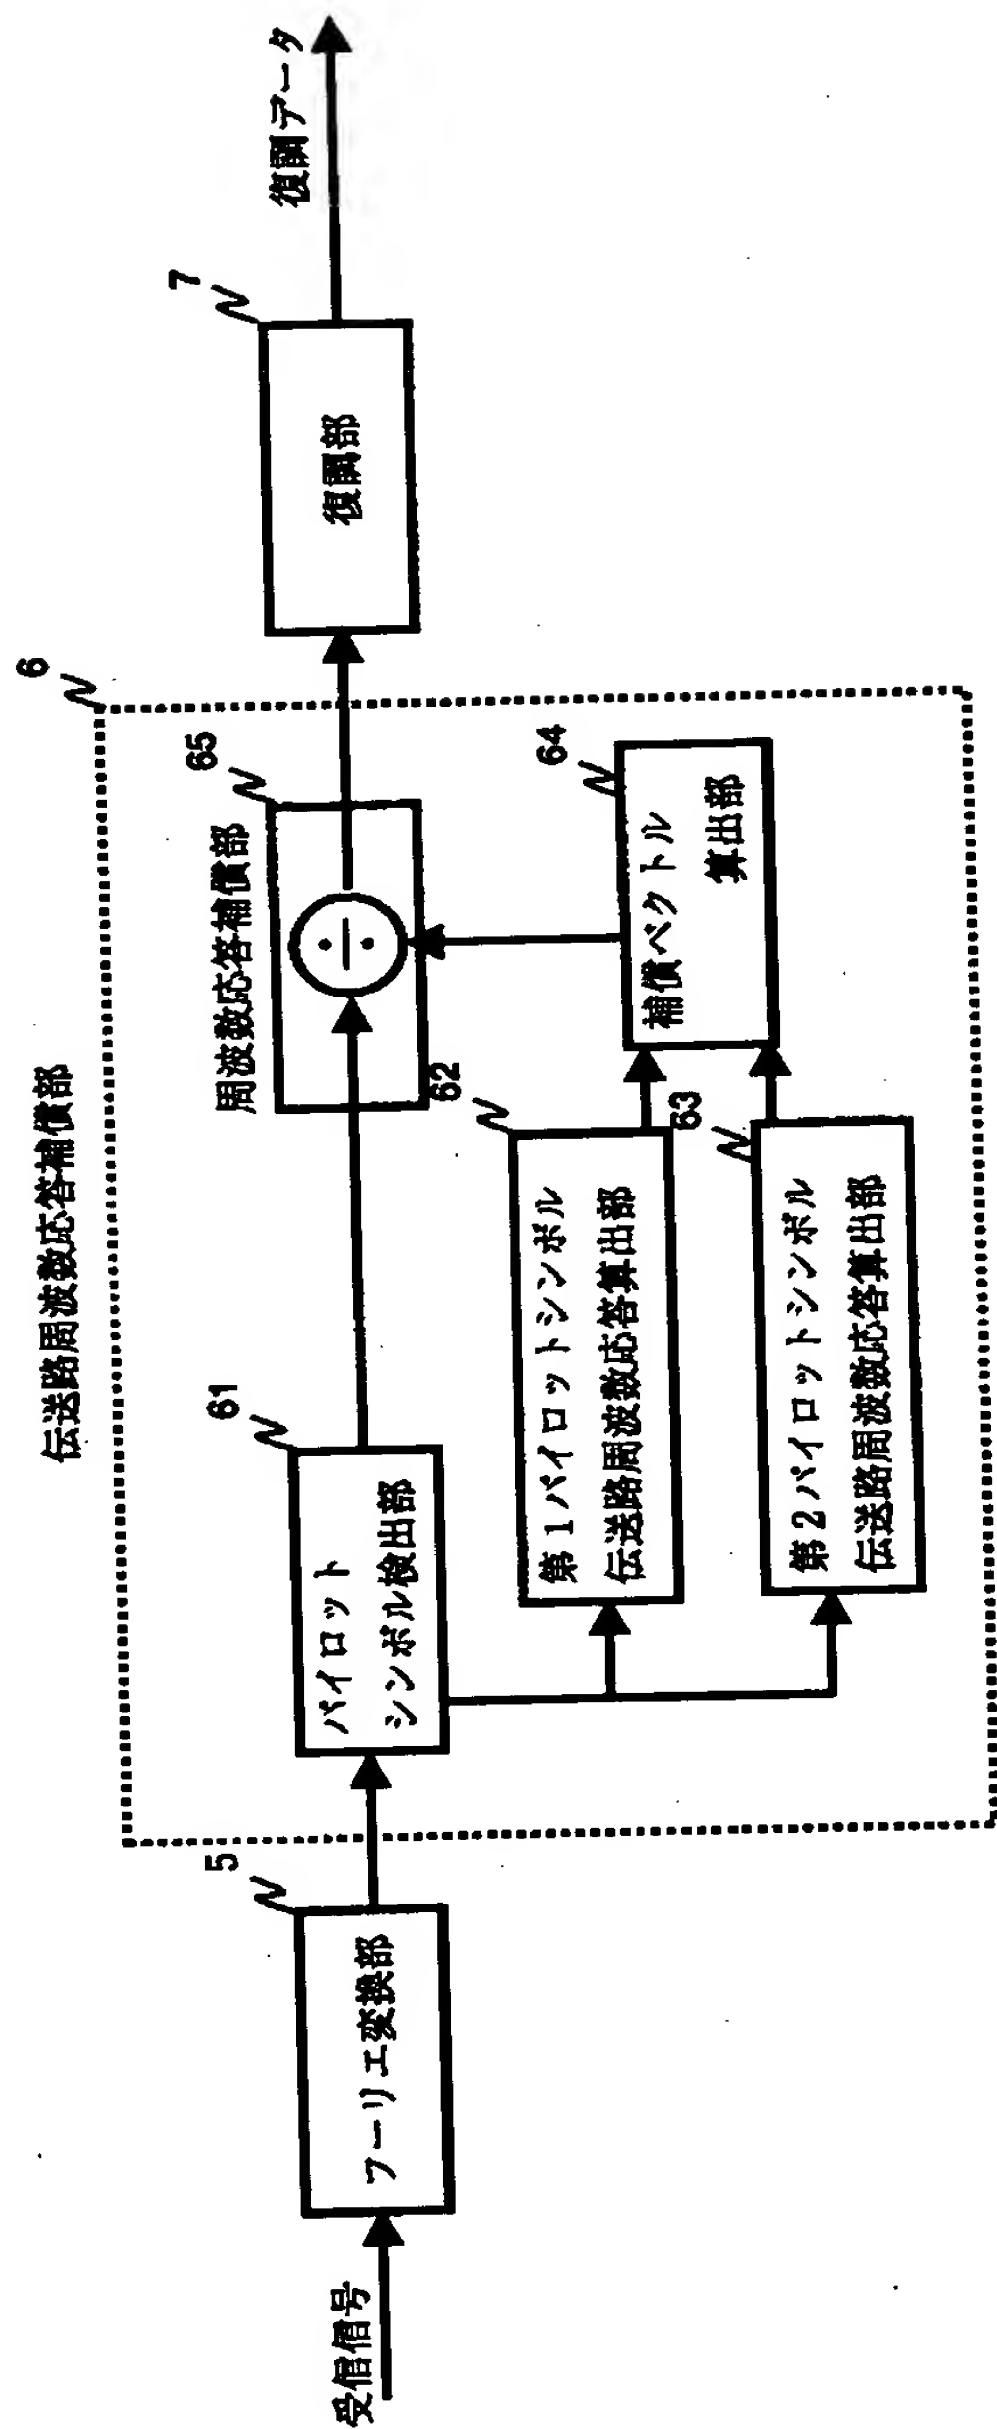 伝送路周波数応答補償部
6
受信信号
5
フーリエ変換部
61
パイロット
シンボル検出部
周波数応答補償部
65
÷
62
第1パイロットシンボル
伝送路周波数応答算出部
63
第2パイロットシンボル
伝送路周波数応答算出部
64
補償ベクトル
算出部
7
復調部
復調データ